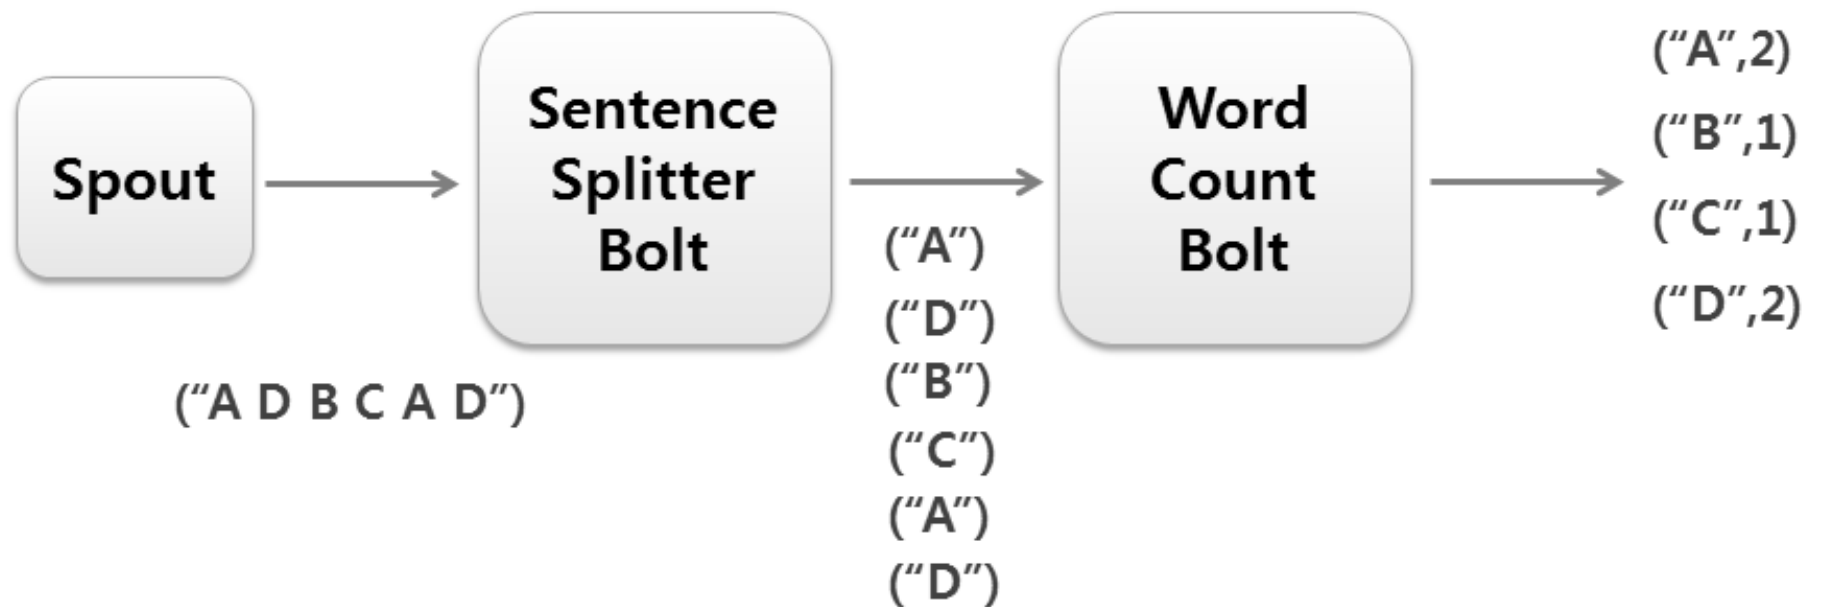 Spout
(“A D B C A D”)
Sentence
Splitter
Bolt
(“A”)
(“D”)
(“B”)
(“C”)
(“A”)
(“D”)
Word
Count
Bolt
(“A”,2)
(“B”,1)
(“C”,1)
(“D”,2)